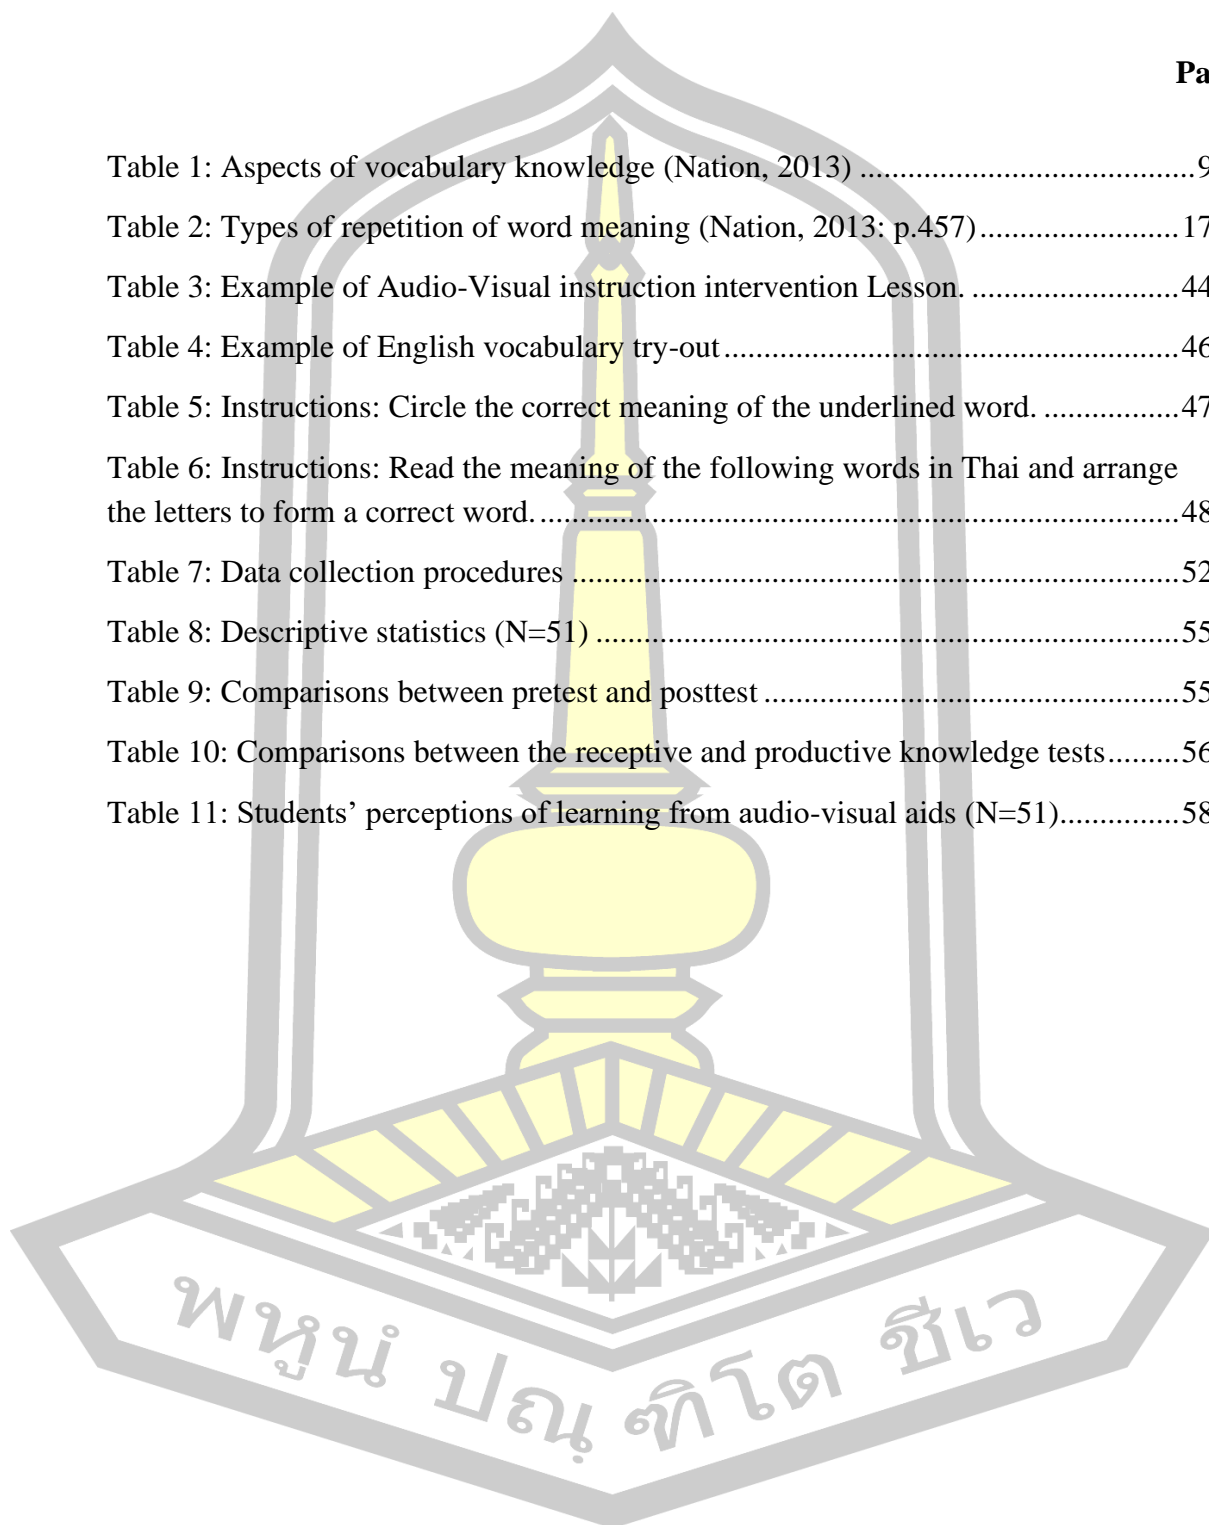 Pa
Table 1: Aspects of vocabulary knowledge (Nation, 2013) ....................................9
Table 2: Types of repetition of word meaning (Nation, 2013: p.457).......................17
Table 3: Example of Audio-Visual instruction intervention Lesson. ........................44
Table 4: Example of English vocabulary try-out ....................................................46
Table 5: Instructions: Circle the correct meaning of the underlined word. ...............47
Table 6: Instructions: Read the meaning of the following words in Thai and arrange
the letters to form a correct word. ........................................................................48
Table 7: Data collection procedures .....................................................................52
Table 8: Descriptive statistics (N=51) ..................................................................55
Table 9: Comparisons between pretest and posttest ................................................55
Table 10: Comparisons between the receptive and productive knowledge tests.........56
Table 11: Students’ perceptions of learning from audio-visual aids (N=51)...............58
พหูนํ ปณฺ ฑิโต ชีเว